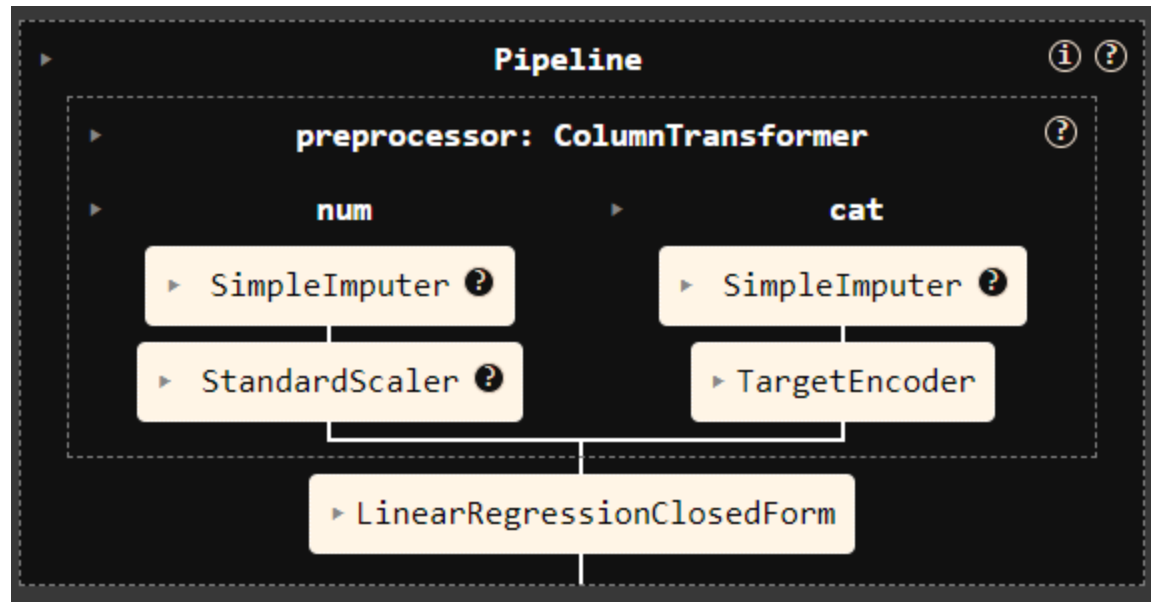 Pipeline i ?
preprocessor: ColumnTransformer ?
num cat
SimpleImputer ? SimpleImputer ?
StandardScaler ? TargetEncoder
LinearRegressionClosedForm